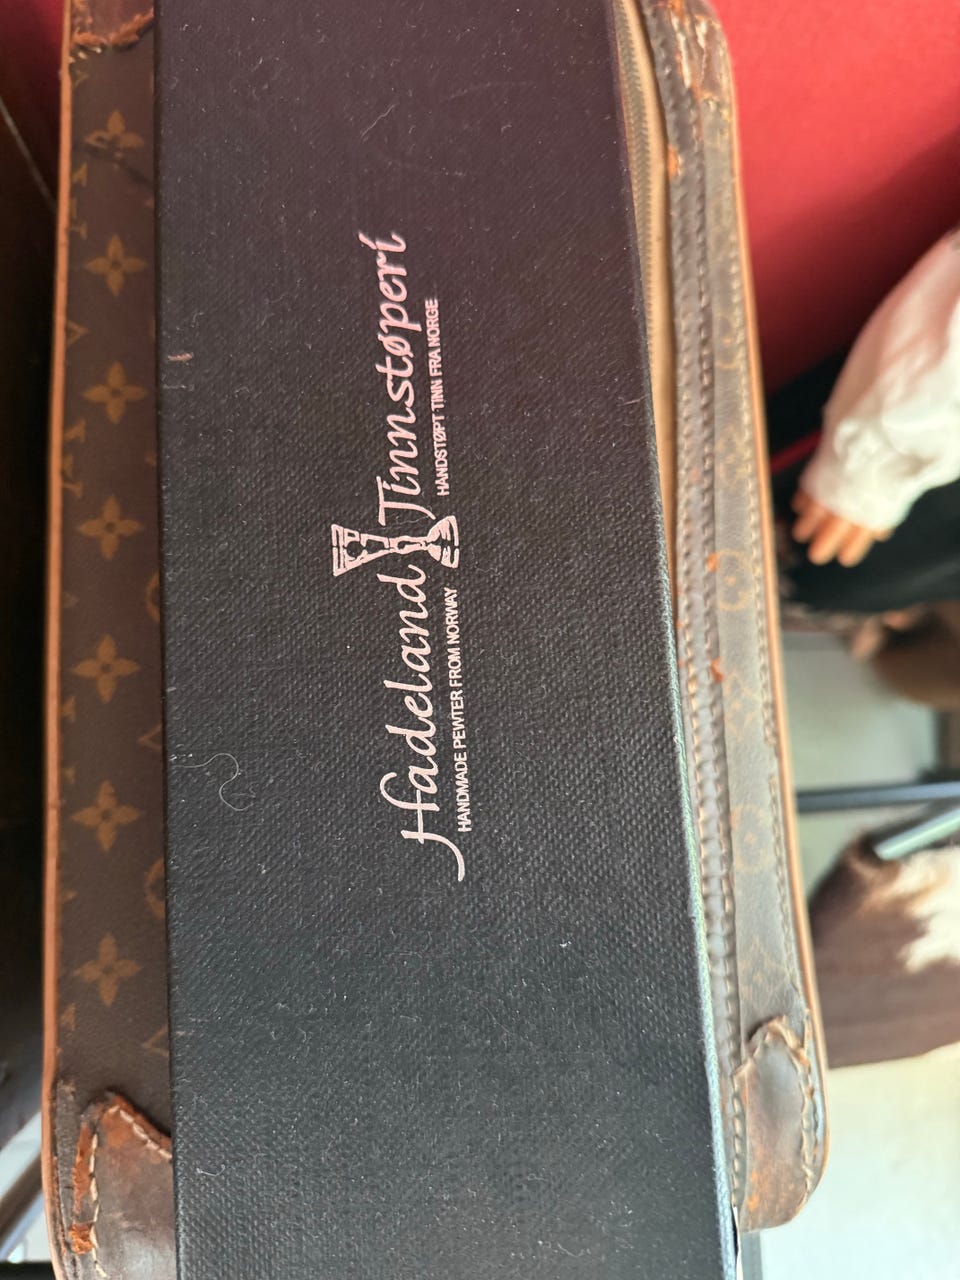 Hadeland Tinnstøperi
HANDMADE PEWTER FROM NORWAY HANDSTØPT TINN FRA NORGE